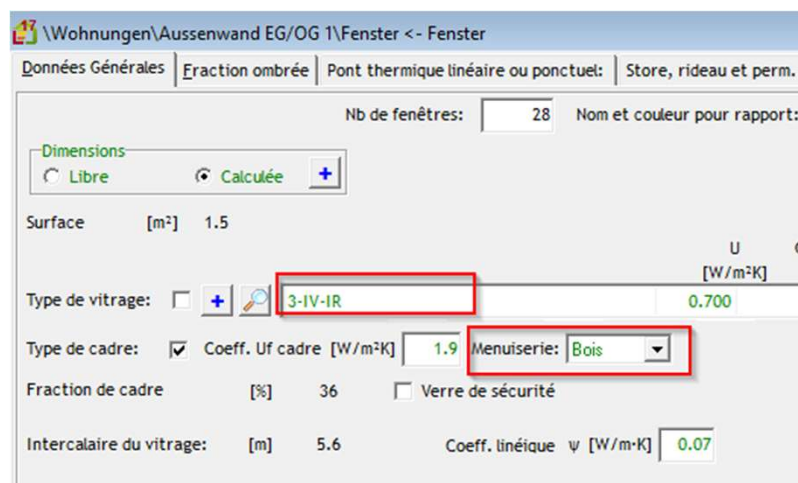 \Wohnungen\Aussenwand EG/OG 1\Fenster <- Fenster
Données Générales Fraction ombrée Pont thermique linéaire ou ponctuel: Store, rideau et perm.
Nb de fenêtres: 28 Nom et couleur pour rapport:
Dimensions
Libre Calculée +
Surface [m²] 1.5
U
[W/m²K]
Type de vitrage: + 3-IV-IR 0.700
Type de cadre: Coeff. Uf cadre [W/m²K] 1.9 Menuiserie: Bois
Fraction de cadre [%] 36 Verre de sécurité
Intercalaire du vitrage: [m] 5.6 Coeff. linéique ψ [W/m·K] 0.07